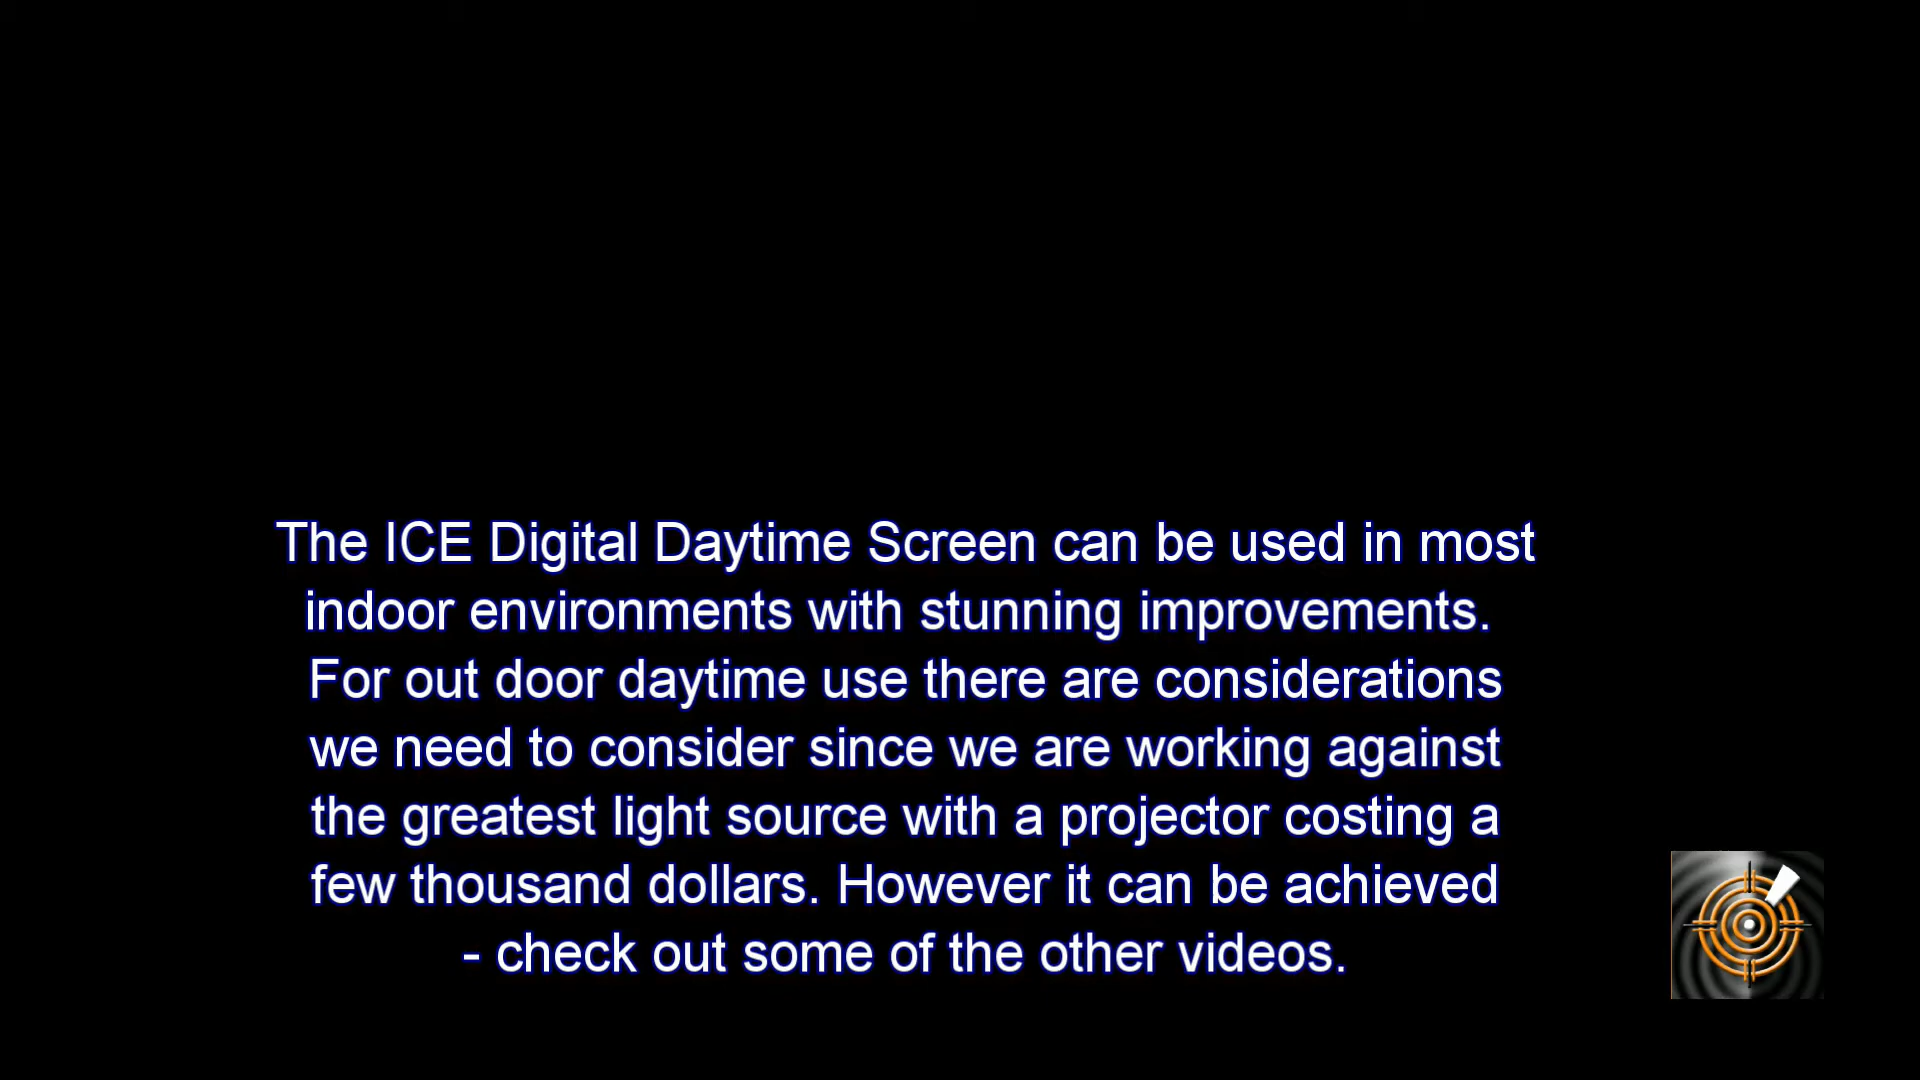 The ICE Digital Daytime Screen can be used in most
indoor environments with stunning improvements.
For out door daytime use there are considerations
we need to consider since we are working against
the greatest light source with a projector costing a
few thousand dollars. However it can be achieved
- check out some of the other videos.